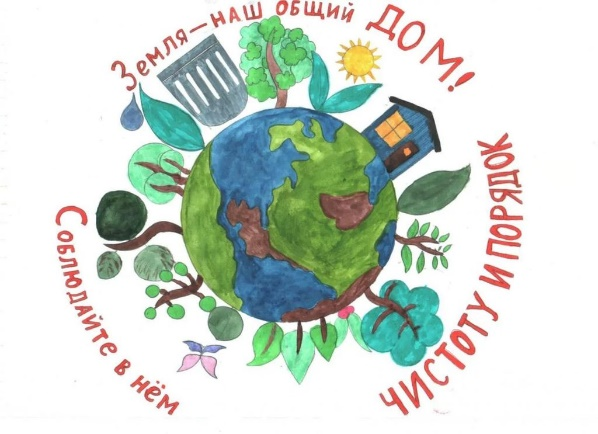 Земля – наш общий ДОМ!
Соблюдайте в нём
ЧИСТОТУ И ПОРЯДОК